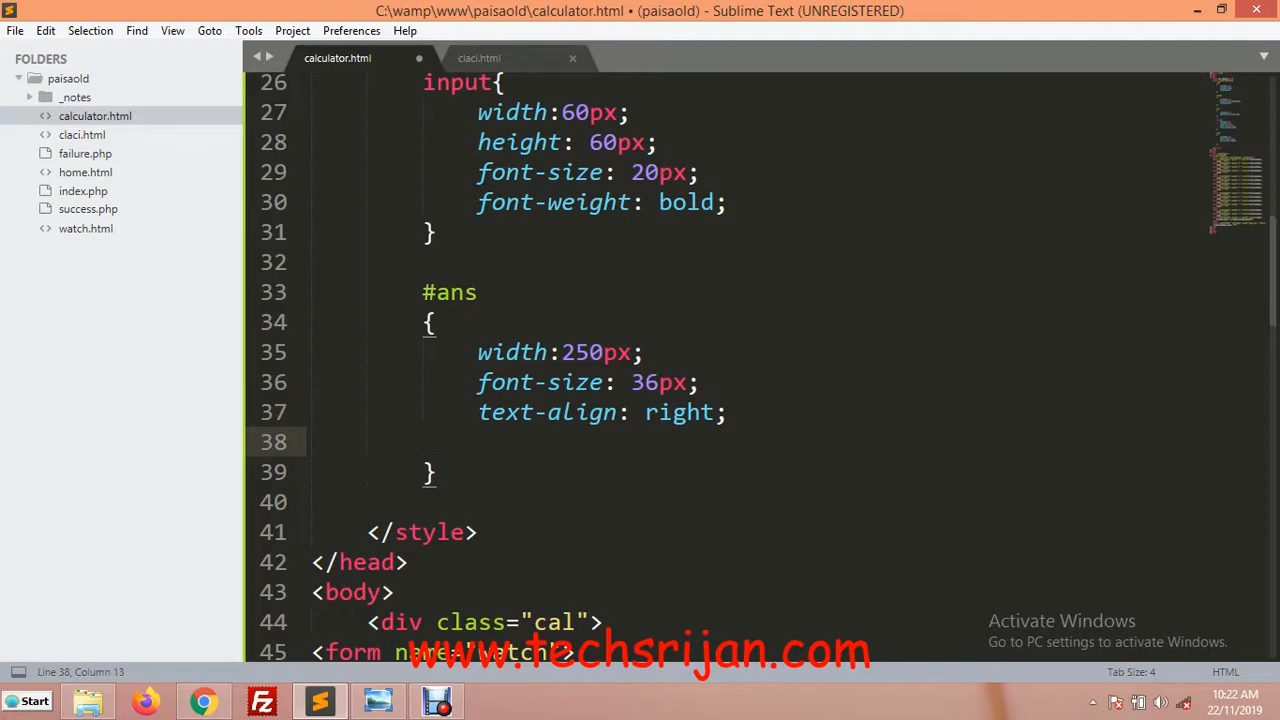 C:\wamp\www\paisaold\calculator.html • (paisaold) - Sublime Text (UNREGISTERED)
File Edit Selection Find View Goto Tools Project Preferences Help
FOLDERS
paisaold
_notes
calculator.html
claci.html
failure.php
home.html
index.php
success.php
watch.html
calculator.html claci.html
26 input{
27 width:60px;
28 height: 60px;
29 font-size: 20px;
30 font-weight: bold;
31 }
32
33 #ans
34 {
35 width:250px;
36 font-size: 36px;
37 text-align: right;
38
39 }
40
41 </style>
42 </head>
43 <body>
44 <div class="cal">
45 <form name="watch">
www.techsrijan.com
Activate Windows
Go to PC settings to activate Windows.
Line 38, Column 13 Tab Size: 4 HTML
Start
10:22 AM
22/11/2019